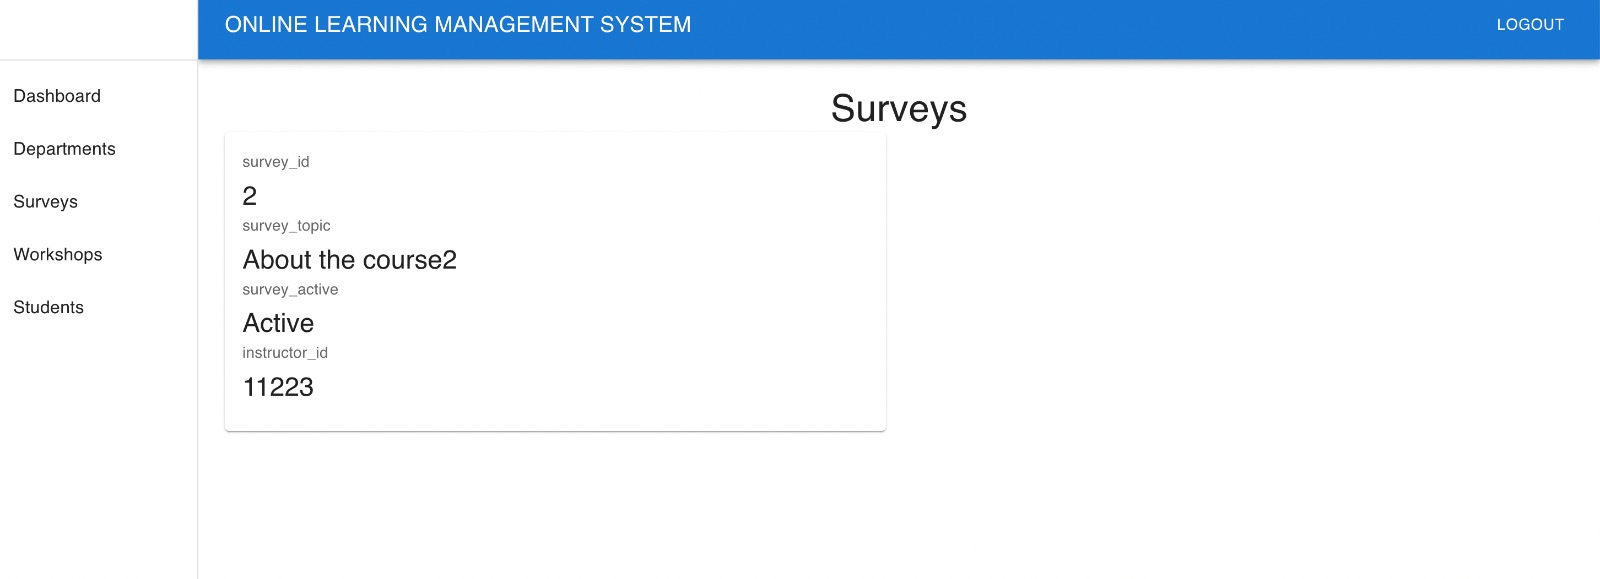 ONLINE LEARNING MANAGEMENT SYSTEM
LOGOUT
Dashboard
Departments
Surveys
Workshops
Students
Surveys
survey_id
2
survey_topic
About the course2
survey_active
Active
instructor_id
11223